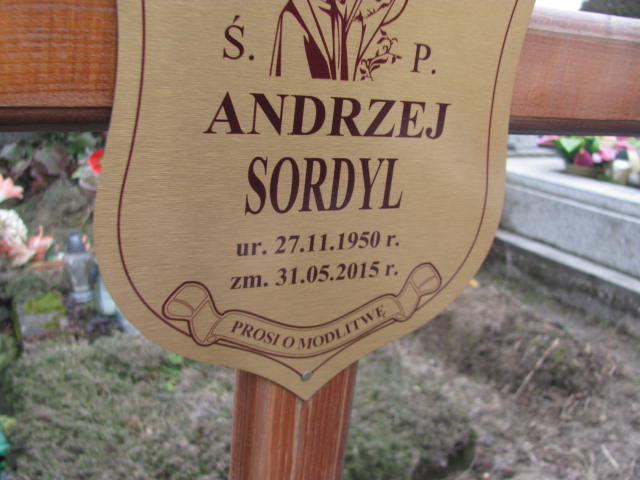 Ś. P.
ANDRZEJ
SORDYL
ur. 27.11.1950 r.
zm. 31.05.2015 r.
PROSI O MODLITWĘ